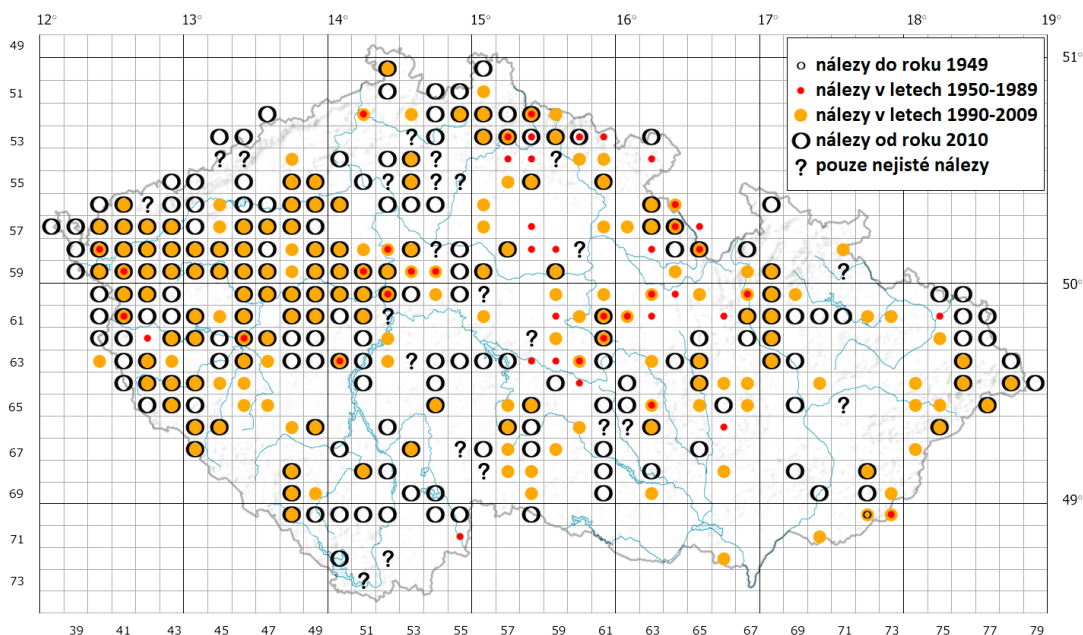 12° 13° 14° 15° 16° 17° 18° 19°
49
51°
nálezy do roku 1949
51
nálezy v letech 1950-1989
nálezy v letech 1990-2009
53
nálezy od roku 2010
? pouze nejisté nálezy
55
57
59
50°
61
63
65
67
69
49°
71
73
39 41 43 45 47 49 51 53 55 57 59 61 63 65 67 69 71 73 75 77 79